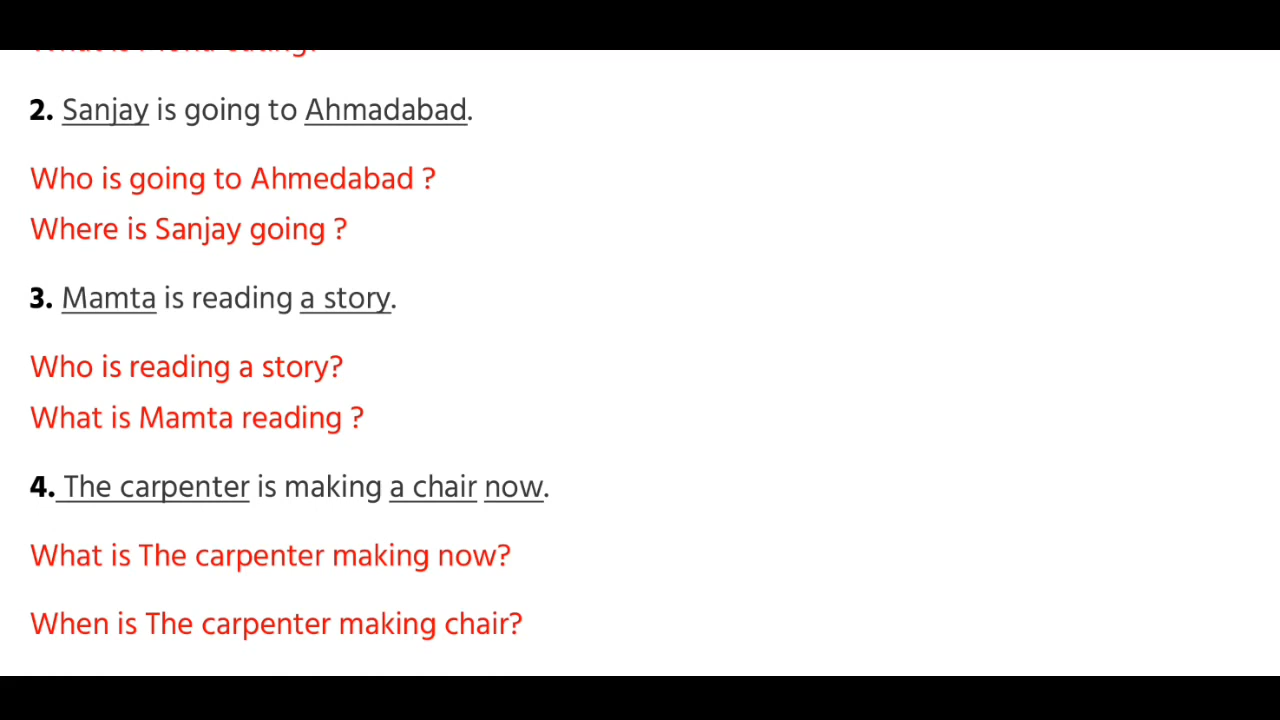 2. Sanjay is going to Ahmadabad.
Who is going to Ahmedabad ?
Where is Sanjay going ?
3. Mamta is reading a story.
Who is reading a story?
What is Mamta reading ?
4. The carpenter is making a chair now.
What is The carpenter making now?
When is The carpenter making chair?